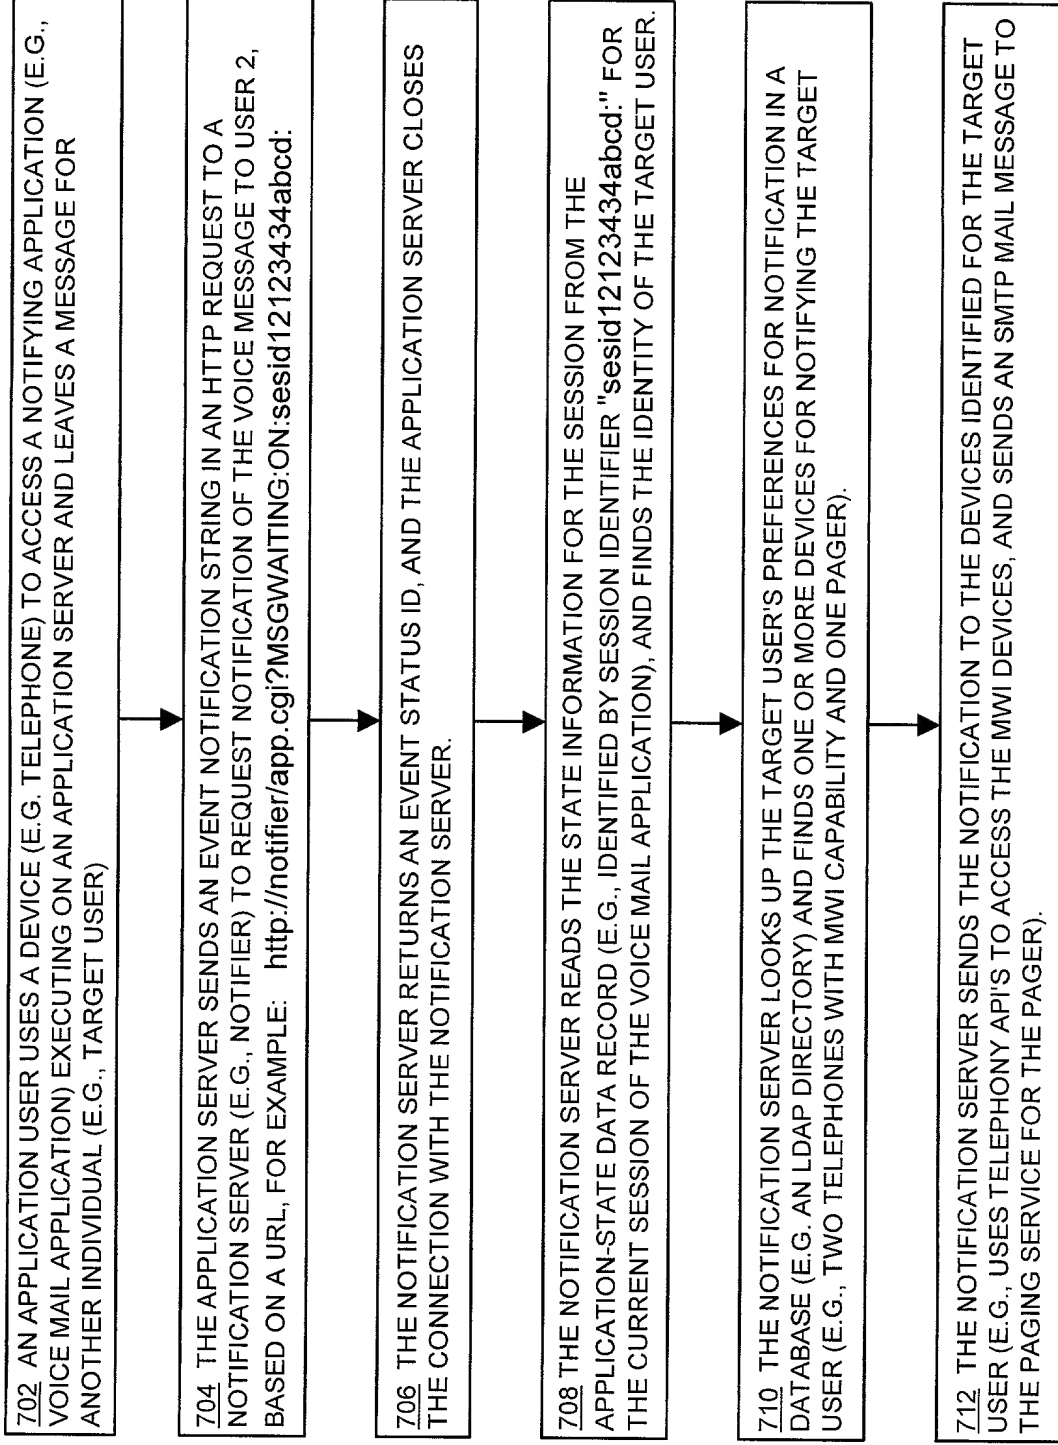 702 AN APPLICATION USER USES A DEVICE (E.G. TELEPHONE) TO ACCESS A NOTIFYING APPLICATION (E.G.,
VOICE MAIL APPLICATION) EXECUTING ON AN APPLICATION SERVER AND LEAVES A MESSAGE FOR
ANOTHER INDIVIDUAL (E.G., TARGET USER)
704 THE APPLICATION SERVER SENDS AN EVENT NOTIFICATION STRING IN AN HTTP REQUEST TO A
NOTIFICATION SERVER (E.G., NOTIFIER) TO REQUEST NOTIFICATION OF THE VOICE MESSAGE TO USER 2,
BASED ON A URL, FOR EXAMPLE: http://notifier/app.cgi?MSGWAITING:ON:sesid12123434abcd:
706 THE NOTIFICATION SERVER RETURNS AN EVENT STATUS ID, AND THE APPLICATION SERVER CLOSES
THE CONNECTION WITH THE NOTIFICATION SERVER.
708 THE NOTIFICATION SERVER READS THE STATE INFORMATION FOR THE SESSION FROM THE
APPLICATION-STATE DATA RECORD (E.G., IDENTIFIED BY SESSION IDENTIFIER "sesid12123434abcd:" FOR
THE CURRENT SESSION OF THE VOICE MAIL APPLICATION), AND FINDS THE IDENTITY OF THE TARGET USER.
710 THE NOTIFICATION SERVER LOOKS UP THE TARGET USER'S PREFERENCES FOR NOTIFICATION IN A
DATABASE (E.G. AN LDAP DIRECTORY) AND FINDS ONE OR MORE DEVICES FOR NOTIFYING THE TARGET
USER (E.G., TWO TELEPHONES WITH MWI CAPABILITY AND ONE PAGER).
712 THE NOTIFICATION SERVER SENDS THE NOTIFICATION TO THE DEVICES IDENTIFIED FOR THE TARGET
USER (E.G., USES TELEPHONY API'S TO ACCESS THE MWI DEVICES, AND SENDS AN SMTP MAIL MESSAGE TO
THE PAGING SERVICE FOR THE PAGER).